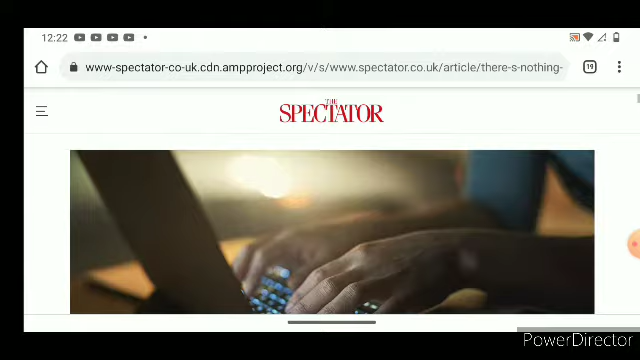 12:22
www-spectator-co-uk.cdn.ampproject.org/v/s/www.spectator.co.uk/article/there-s-nothing-
19
THE
SPECTATOR
PowerDirector